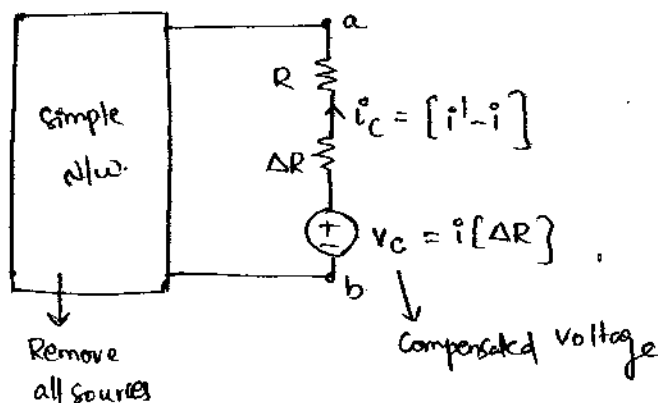 a
R
Simple
N/w.
i_c = [i' - i]
ΔR
+
-
v_c = i[ΔR]
b
Remove
all sources
Compensated Voltage